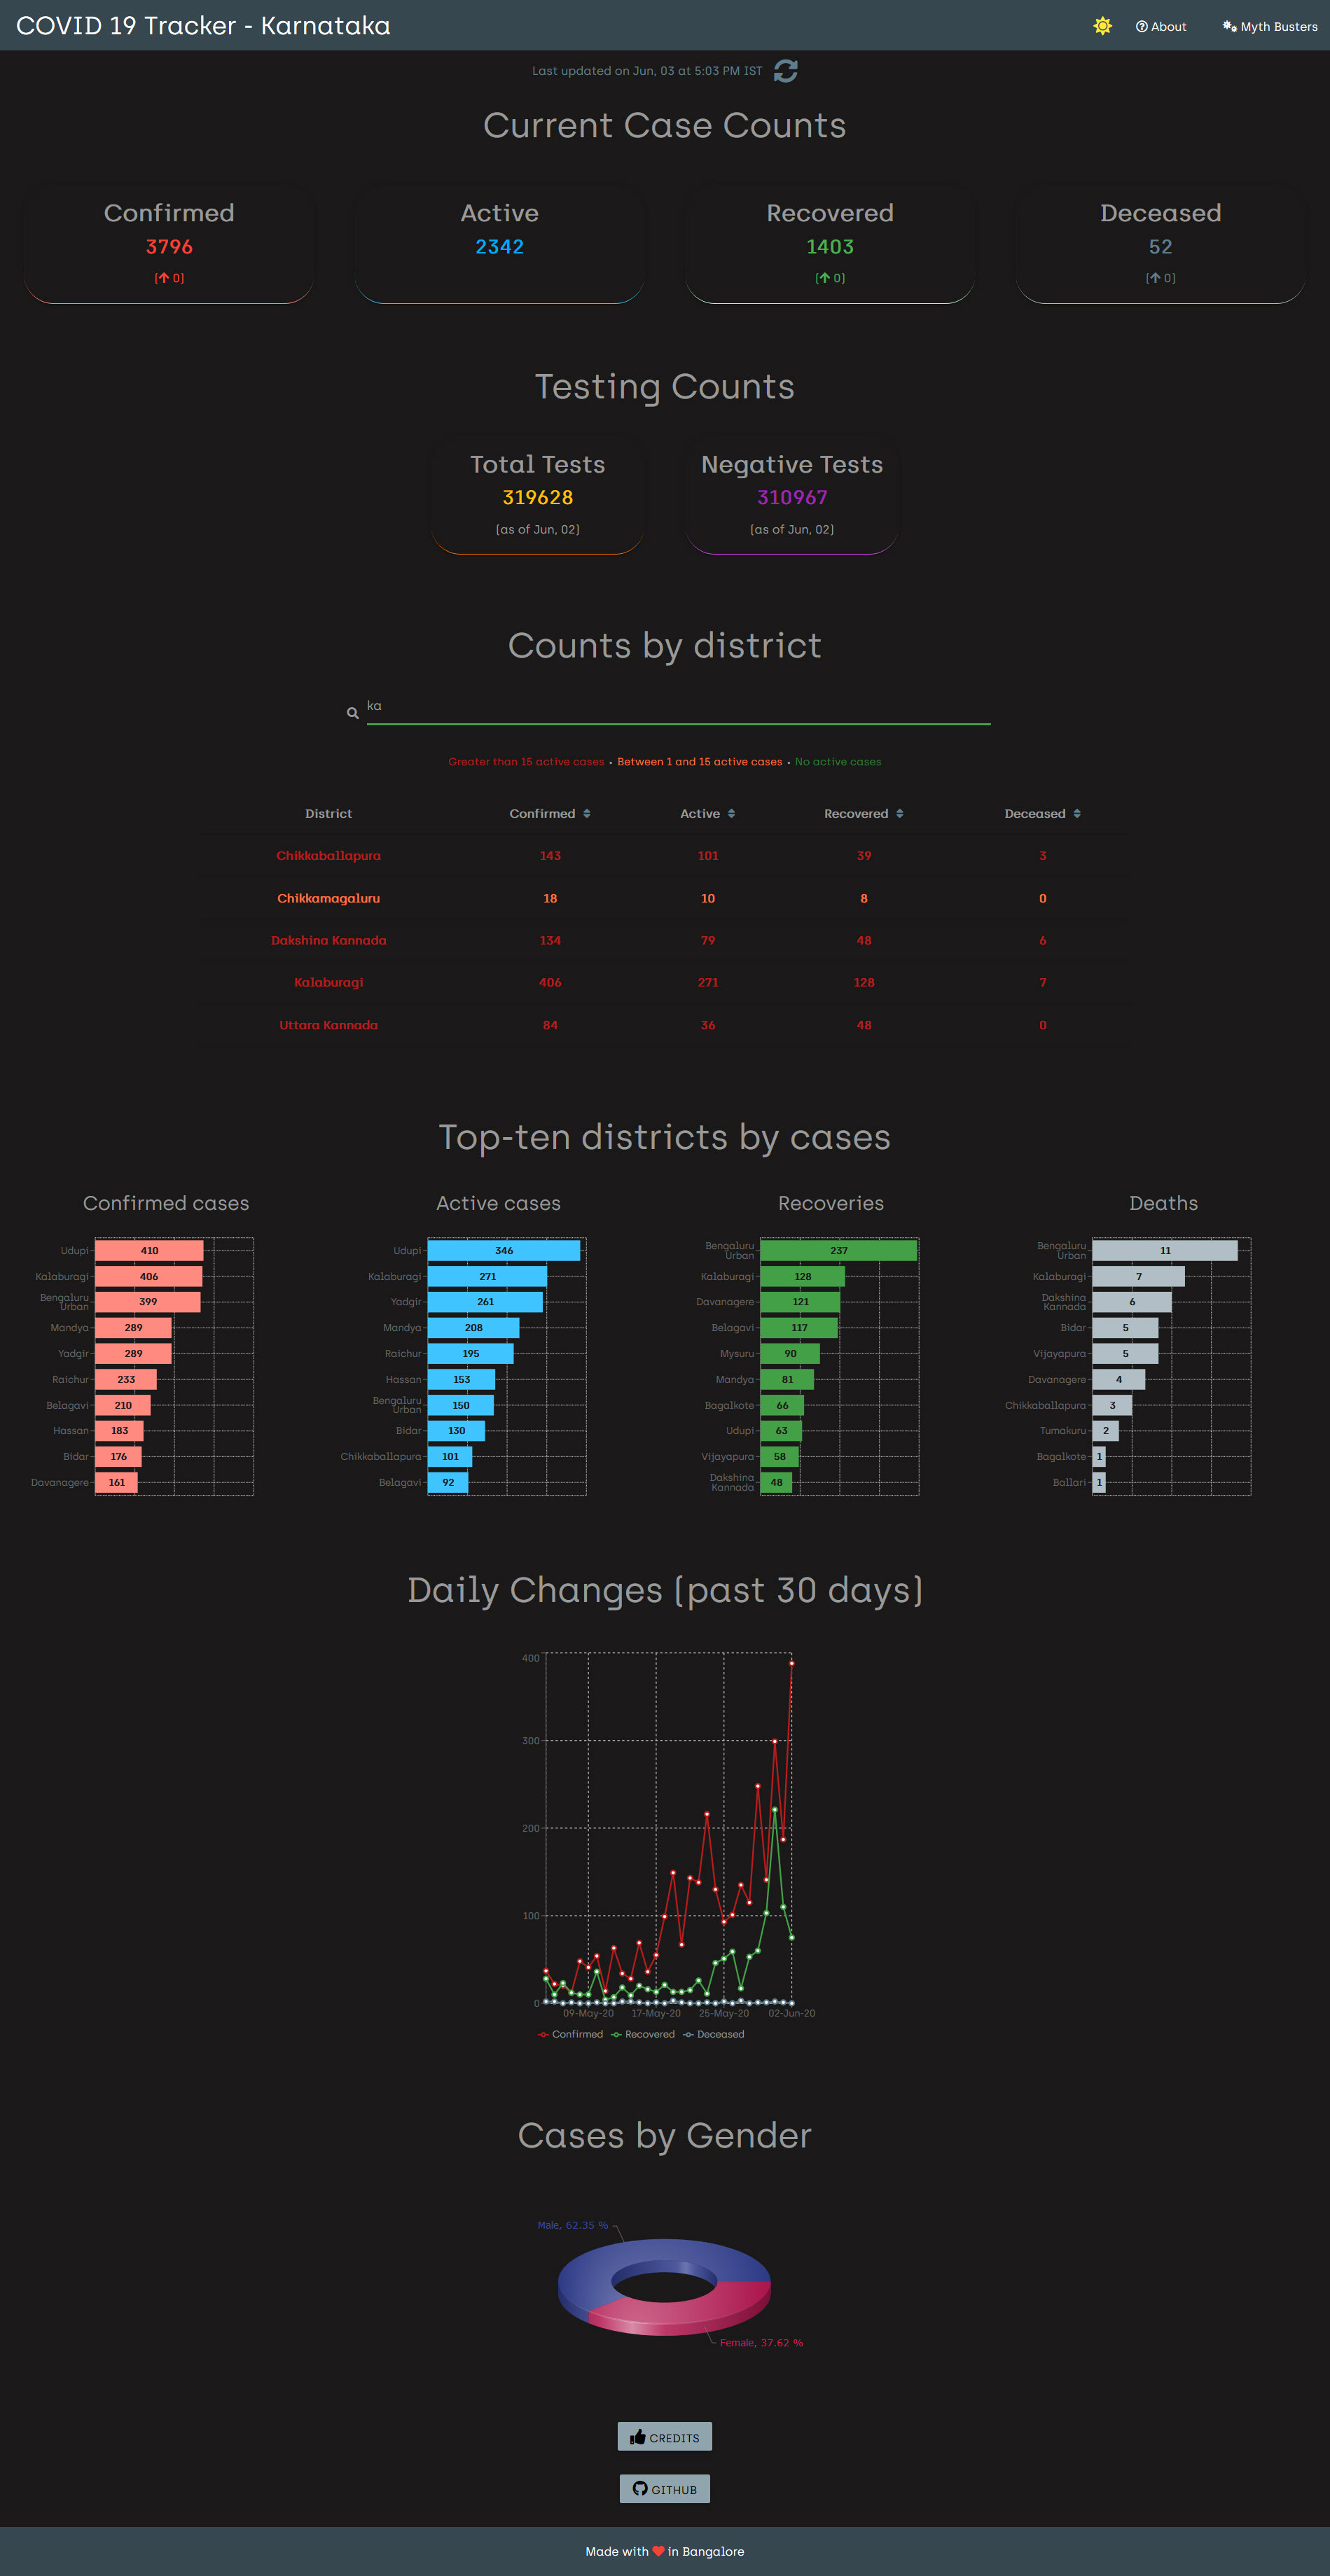 COVID 19 Tracker - Karnataka
About
Myth Busters
Last updated on Jun, 03 at 5:03 PM IST
Current Case Counts
Confirmed
3796
[↑ 0]
Active
2342
Recovered
1403
[↑ 0]
Deceased
52
[↑ 0]
Testing Counts
Total Tests
319628
(as of Jun, 02)
Negative Tests
310967
(as of Jun, 02)
Counts by district
ka
Greater than 15 active cases • Between 1 and 15 active cases • No active cases
District Confirmed Active Recovered Deceased
Chikkaballapura 143 101 39 3
Chikkamagaluru 18 10 8 0
Dakshina Kannada 134 79 48 6
Kalaburagi 406 271 128 7
Uttara Kannada 84 36 48 0
Top-ten districts by cases
Confirmed cases
Udupi 410
Kalaburagi 406
Bengaluru
Urban 399
Mandya 289
Yadgir 289
Raichur 233
Belagavi 210
Hassan 183
Bidar 176
Davanagere 161
Active cases
Udupi 346
Kalaburagi 271
Yadgir 261
Mandya 208
Raichur 195
Hassan 153
Bengaluru
Urban 150
Bidar 130
Chikkaballapura 101
Belagavi 92
Recoveries
Bengaluru
Urban 237
Kalaburagi 128
Davanagere 121
Belagavi 117
Mysuru 90
Mandya 81
Bagalkote 66
Udupi 63
Vijayapura 58
Dakshina
Kannada 48
Deaths
Bengaluru
Urban 11
Kalaburagi 7
Dakshina
Kannada 6
Bidar 5
Vijayapura 5
Davanagere 4
Chikkaballapura 3
Tumakuru 2
Bagalkote 1
Ballari 1
Daily Changes (past 30 days)
400
300
200
100
0
09-May-20 17-May-20 25-May-20 02-Jun-20
Confirmed Recovered Deceased
Cases by Gender
Male, 62.35 %
Female, 37.62 %
CREDITS
GITHUB
Made with ❤ in Bangalore